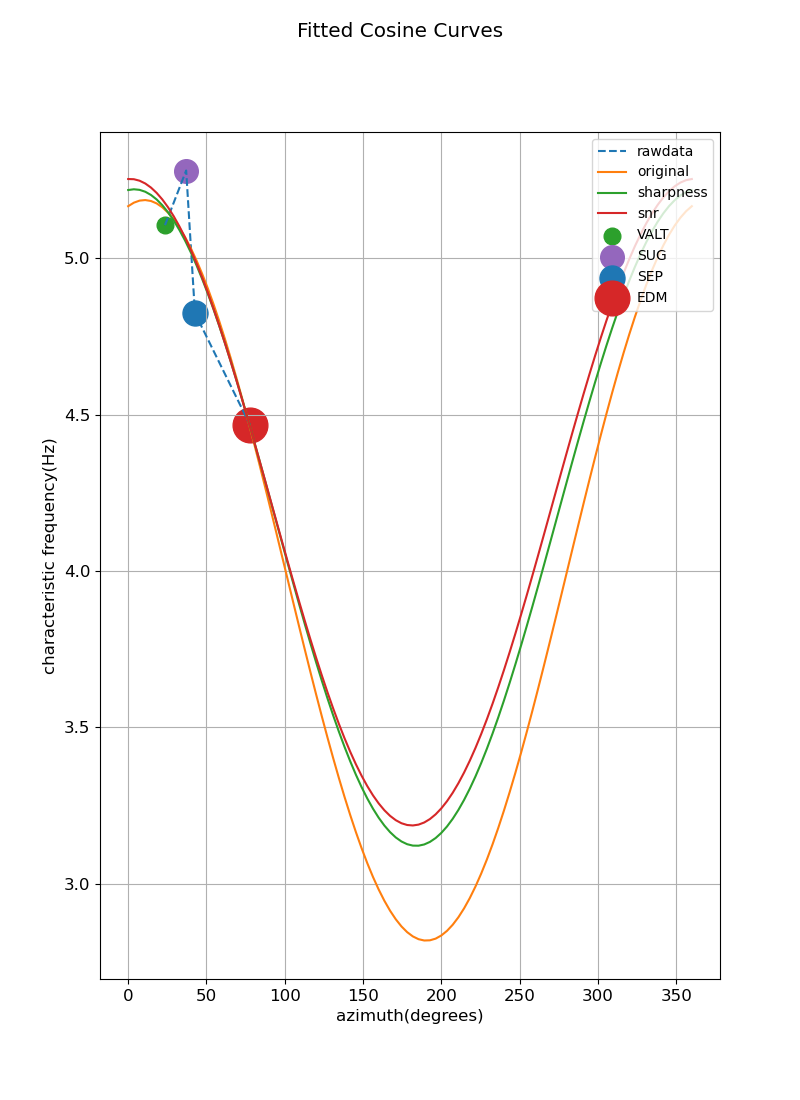 Fitted Cosine Curves
rawdata
original
sharpness
snr
VALT
SUG
SEP
EDM
characteristic frequency(Hz)
5.0
4.5
4.0
3.5
3.0
0 50 100 150 200 250 300 350
azimuth(degrees)